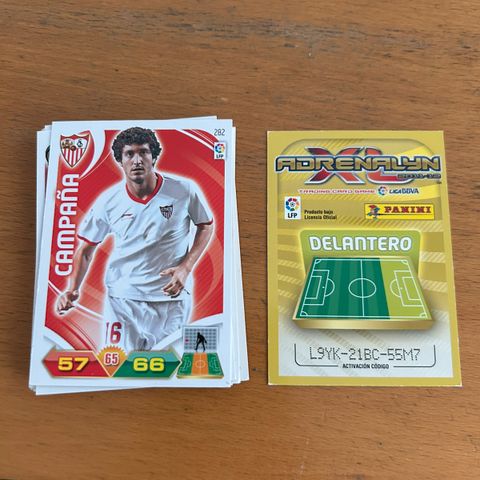 282
LFP
CAMPAÑA
16
57
65
66
ADRENALYN
XL
2011-12
TRADING CARD GAME LIGA BBVA
LFP
Producto bajo
Licencia Oficial
PANINI
DELANTERO
L9YK-21BC-55M7
ACTIVACIÓN CÓDIGO